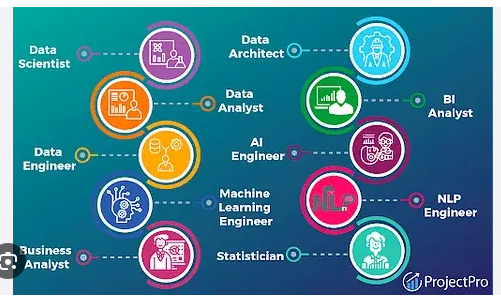 Data
Scientist
Data
Analyst
Data
Engineer
Machine
Learning
Engineer
Business
Analyst
Data
Architect
BI
Analyst
AI
Engineer
NLP
NLP
Engineer
Statistician
ProjectPro